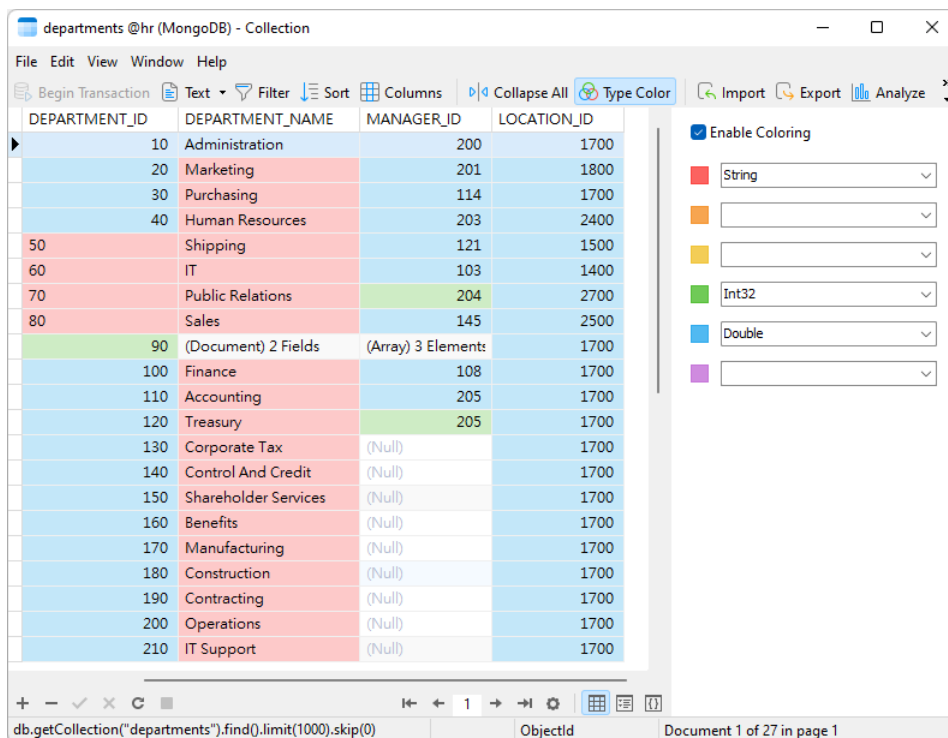 departments @hr (MongoDB) - Collection
File Edit View Window Help
Begin Transaction Text Filter Sort Columns Collapse All Type Color Import Export Analyze
DEPARTMENT_ID DEPARTMENT_NAME MANAGER_ID LOCATION_ID
Enable Coloring
10 Administration 200 1700
20 Marketing 201 1800
String
30 Purchasing 114 1700
40 Human Resources 203 2400
50 Shipping 121 1500
60 IT 103 1400
70 Public Relations 204 2700
Int32
80 Sales 145 2500
90 (Document) 2 Fields (Array) 3 Elements 1700
Double
100 Finance 108 1700
110 Accounting 205 1700
120 Treasury 205 1700
130 Corporate Tax (Null) 1700
140 Control And Credit (Null) 1700
150 Shareholder Services (Null) 1700
160 Benefits (Null) 1700
170 Manufacturing (Null) 1700
180 Construction (Null) 1700
190 Contracting (Null) 1700
200 Operations (Null) 1700
210 IT Support (Null) 1700
1
db.getCollection("departments").find().limit(1000).skip(0) ObjectId Document 1 of 27 in page 1